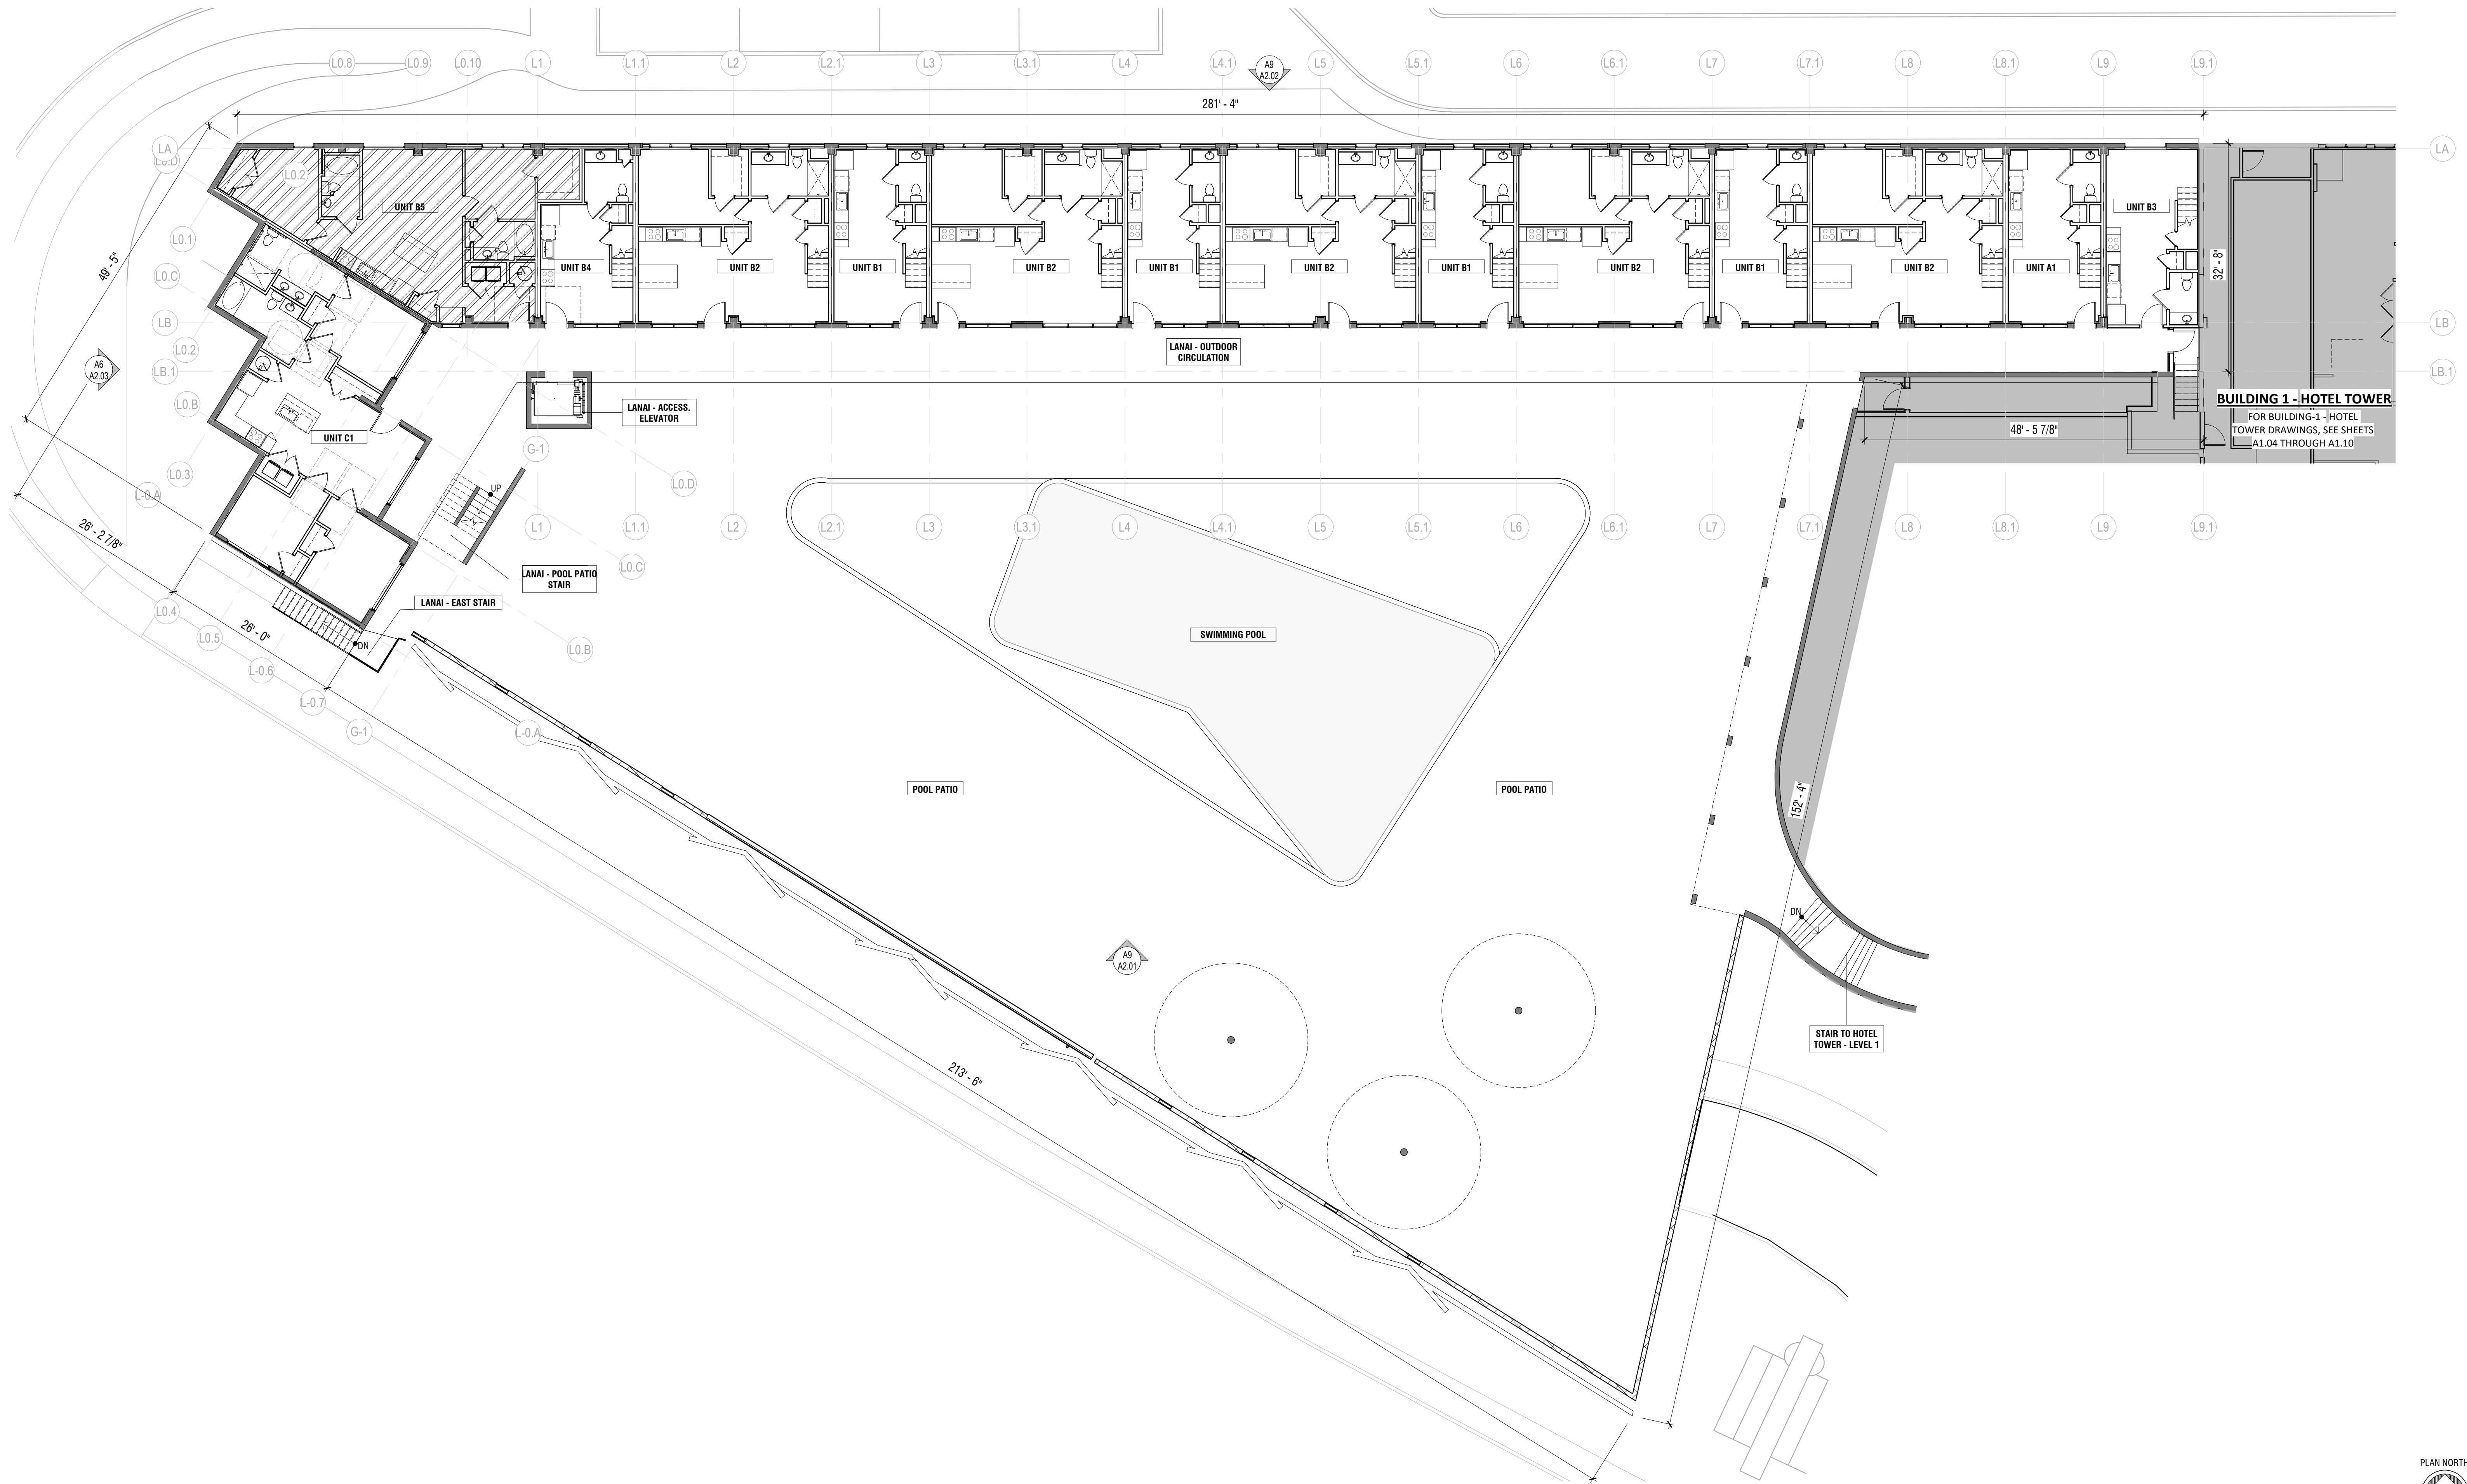 L0.8
L0.9
L0.10
L1
L1.1
L2
L2.1
L3
L3.1
L4
L4.1
A9
A2.02
L5
L5.1
L6
L6.1
L7
L7.1
L8
L8.1
L9
L9.1
281' - 4"
LA
L0.D
L0.2
UNIT B5
UNIT B3
LA
49' - 5"
L0.1
L0.C
UNIT B4
UNIT B2
UNIT B1
UNIT B2
UNIT B1
UNIT B2
UNIT B1
UNIT B2
UNIT B1
UNIT B2
UNIT A1
32' - 8"
LB
LB
L0.2
LANAI - OUTDOOR
CIRCULATION
A6
A2.03
LB.1
LB.1
L0.B
LANAI - ACCESS.
ELEVATOR
BUILDING 1 - HOTEL TOWER
FOR BUILDING-1 - HOTEL
TOWER DRAWINGS, SEE SHEETS
A1.04 THROUGH A1.10
48' - 5 7/8"
UNIT C1
G-1
L0.3
L0.D
L-0.A
UP
26' - 2 7/8"
L1
L1.1
L2
L2.1
L3
L3.1
L4
L4.1
L5
L5.1
L6
L6.1
L7
L7.1
L8
L8.1
L9
L9.1
L0.C
LANAI - POOL PATIO
STAIR
LANAI - EAST STAIR
L0.4
26' - 0"
L0.5
DN
L0.B
SWIMMING POOL
L-0.6
L-0.7
G-1
L-0.A
POOL PATIO
POOL PATIO
152' - 4"
DN
A9
A2.01
STAIR TO HOTEL
TOWER - LEVEL 1
213' - 6"
PLAN NORTH